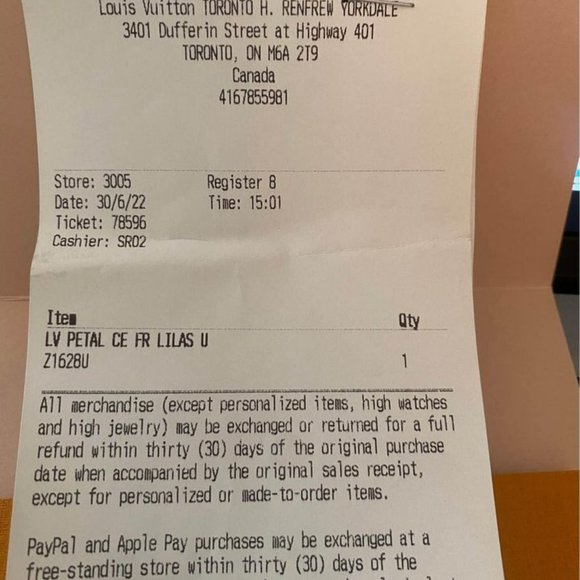 Louis Vuitton TORONTO H. RENFREW YORKDALE
3401 Dufferin Street at Highway 401
TORONTO, ON M6A 2T9
Canada
4167855981
Store: 3005 Register 8
Date: 30/6/22 Time: 15:01
Ticket: 78596
Cashier: SR02
Item Qty
LV PETAL CE FR LILAS U
Z1628U 1
All merchandise (except personalized items, high watches
and high jewelry) may be exchanged or returned for a full
refund within thirty (30) days of the original purchase
date when accompanied by the original sales receipt,
except for personalized or made-to-order items.
PayPal and Apple Pay purchases may be exchanged at a
free-standing store within thirty (30) days of the